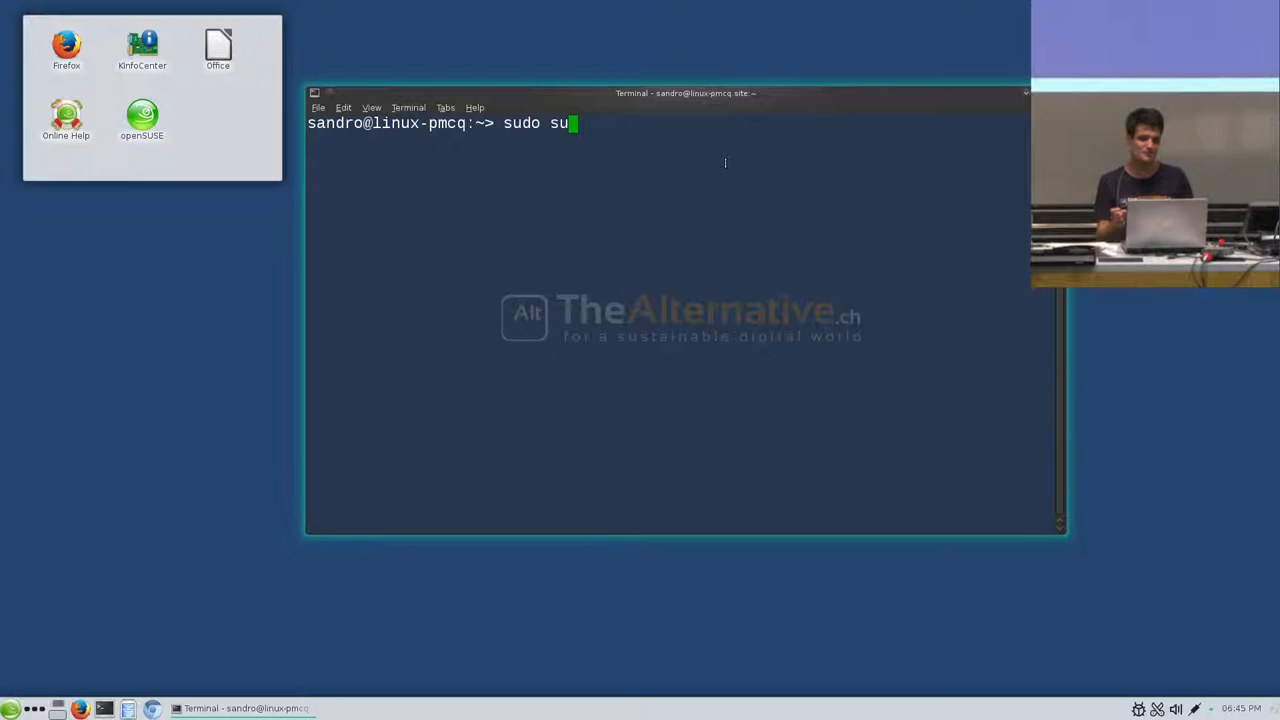 Firefox
KInfoCenter
Office
Online Help
openSUSE
Terminal - sandro@linux-pmcq.site:~
File Edit View Terminal Tabs Help
sandro@linux-pmcq:~> sudo su
Alt TheAlternative.ch
for a sustainable digital world
Terminal - sandro@linux-pmcq
06:45 PM